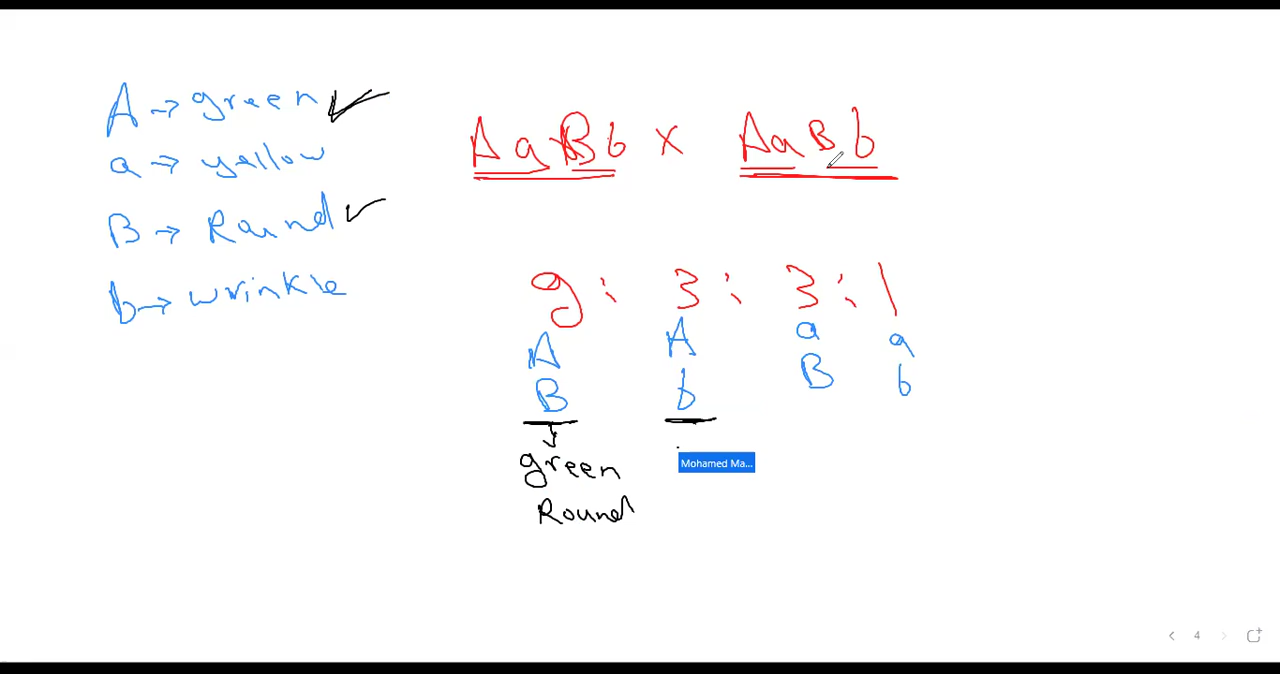 A → green
a → yellow
B → Round
b → wrinkle
AaBb x AaBb
9 : 3 : 3 : 1
A A a a
B b B b
green
Round
Mohamed Ma...
4